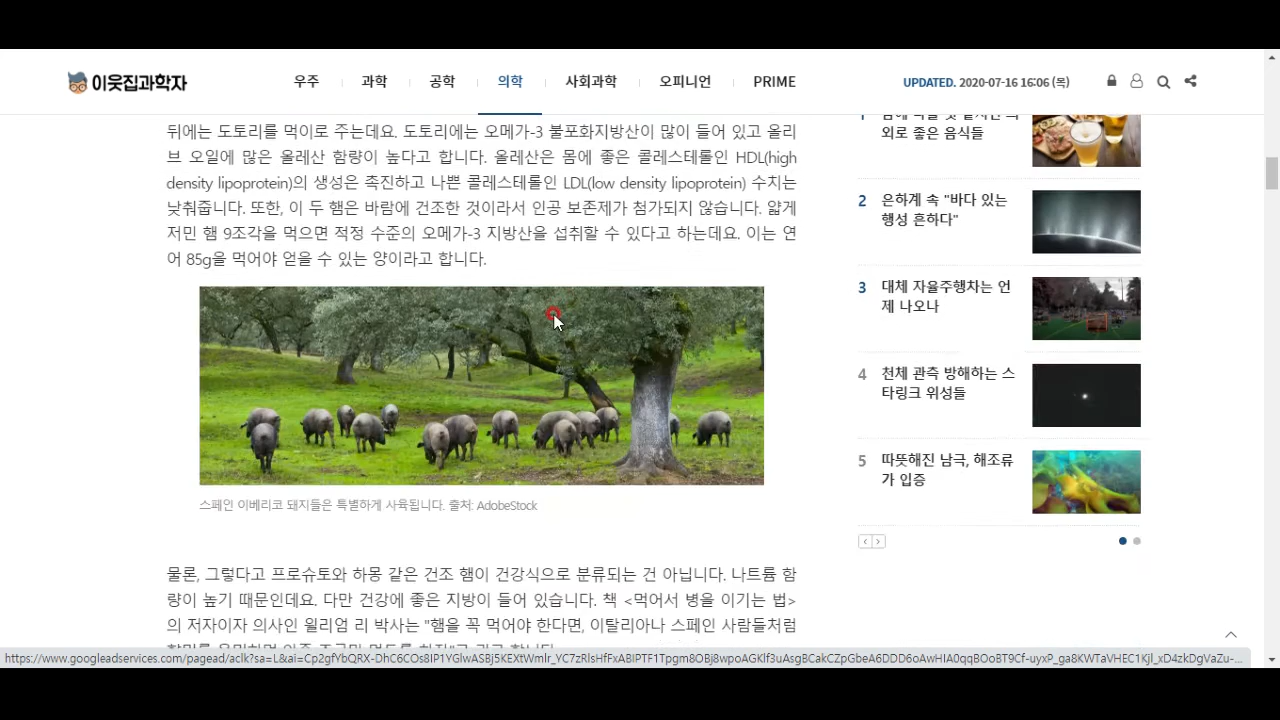 이웃집과학자
우주 과학 공학 의학 사회과학 오피니언 PRIME
UPDATED. 2020-07-16 16:06 (목)
뒤에는 도토리를 먹이로 주는데요. 도토리에는 오메가-3 불포화지방산이 많이 들어 있고 올리
브 오일에 많은 올레산 함량이 높다고 합니다. 올레산은 몸에 좋은 콜레스테롤인 HDL(high
density lipoprotein)의 생성은 촉진하고 나쁜 콜레스테롤인 LDL(low density lipoprotein) 수치는
낮춰줍니다. 또한, 이 두 햄은 바람에 건조한 것이라서 인공 보존제가 첨가되지 않습니다. 얇게
저민 햄 9조각을 먹으면 적정 수준의 오메가-3 지방산을 섭취할 수 있다고 하는데요. 이는 연
어 85g을 먹어야 얻을 수 있는 양이라고 합니다.
스페인 이베리코 돼지들은 특별하게 사육됩니다. 출처: AdobeStock
물론, 그렇다고 프로슈토와 하몽 같은 건조 햄이 건강식으로 분류되는 건 아닙니다. 나트륨 함
량이 높기 때문인데요. 다만 건강에 좋은 지방이 들어 있습니다. 책 <먹어서 병을 이기는 법>
의 저자이자 의사인 윌리엄 리 박사는 "햄을 꼭 먹어야 한다면, 이탈리아나 스페인 사람들처럼
외로 좋은 음식들
2 은하계 속 "바다 있는
행성 흔하다"
3 대체 자율주행차는 언
제 나오나
4 천체 관측 방해하는 스
타링크 위성들
5 따뜻해진 남극, 해조류
가 입증